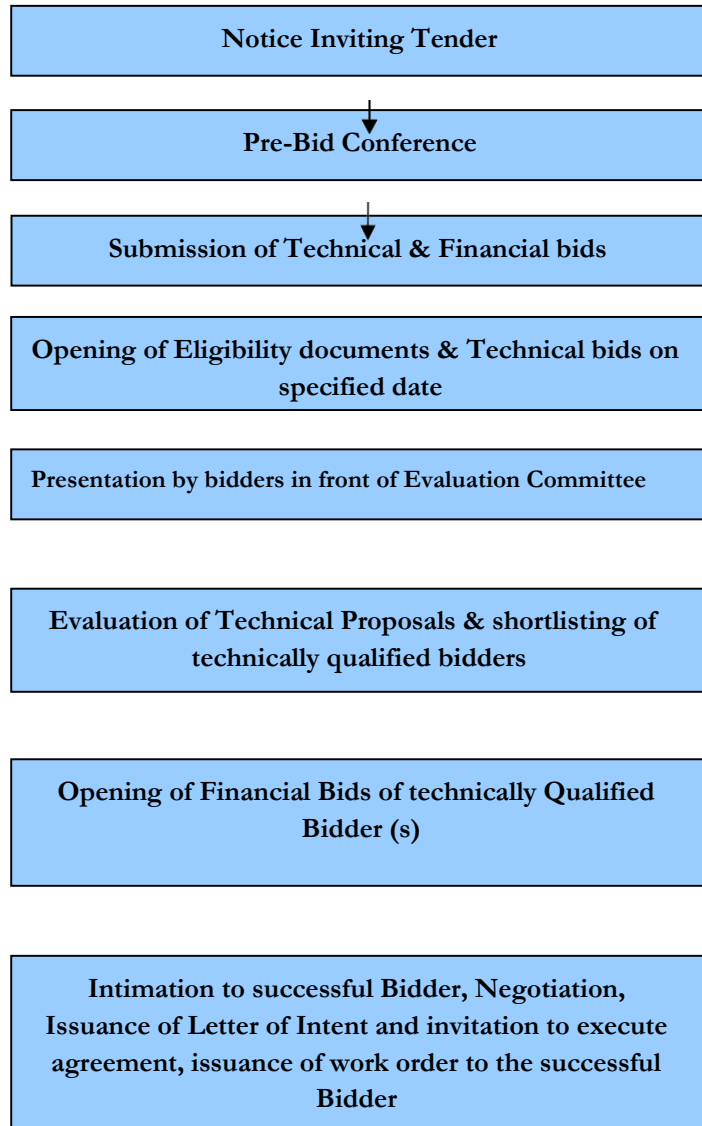 Notice Inviting Tender
Pre-Bid Conference
Submission of Technical & Financial bids
Opening of Eligibility documents & Technical bids on
specified date
Presentation by bidders in front of Evaluation Committee
Evaluation of Technical Proposals & shortlisting of
technically qualified bidders
Opening of Financial Bids of technically Qualified
Bidder (s)
Intimation to successful Bidder, Negotiation,
Issuance of Letter of Intent and invitation to execute
agreement, issuance of work order to the successful
Bidder